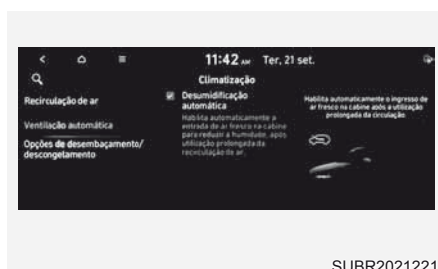 11:42 AM Ter, 21 set.
Climatização
Recirculação de ar
Ventilação automática
Opções de desembaçamento/
descongelamento
Desumidificação
automática
Habilita automaticamente a
entrada de ar fresco na cabine
para reduzir a humidade, após
utilização prolongada da
recirculação de ar.
Habilita automaticamente o ingresso de
ar fresco na cabine após a utilização
prolongada da circulação.
SUBR2021221